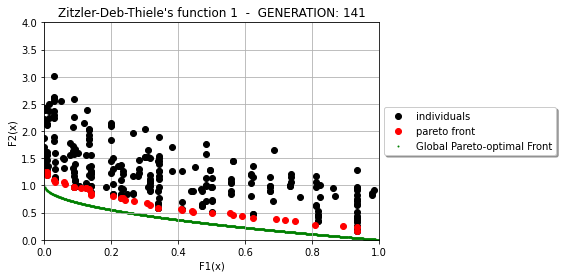 Zitzler-Deb-Thiele's function 1 - GENERATION: 141
4.0
3.5
3.0
2.5
2.0
1.5
1.0
0.5
0.0
F2(x)
0.0 0.2 0.4 0.6 0.8 1.0
F1(x)
individuals
pareto front
Global Pareto-optimal Front